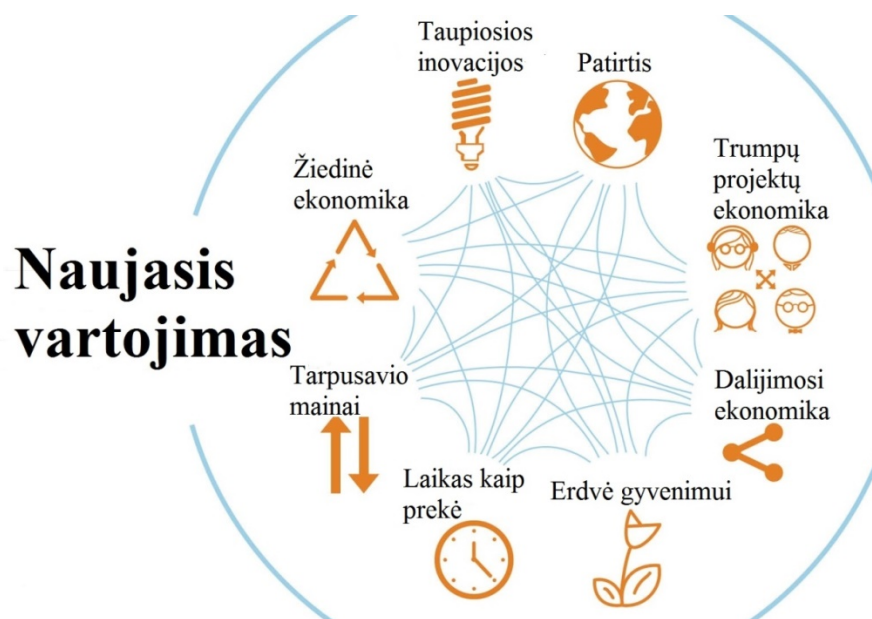 Naujasis
vartojimas
Taupiosios
inovacijos
Patirtis
Trumpų
projektų
ekonomika
Dalijimosi
ekonomika
Erdvė gyvenimui
Laikas kaip
prekė
Tarpusavio
mainai
Žiedinė
ekonomika